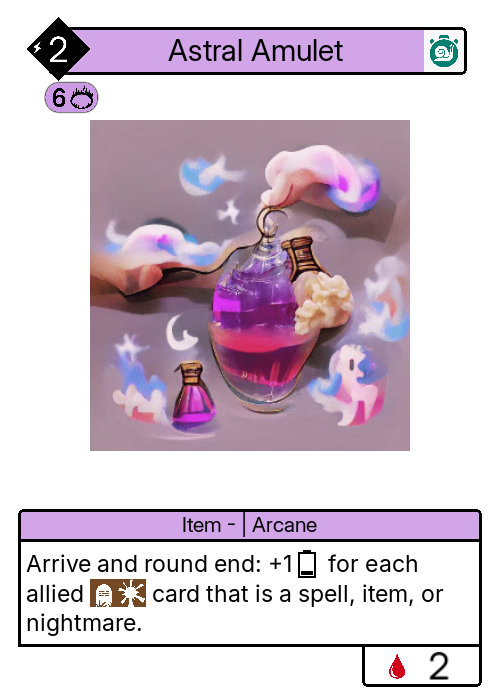 2
Astral Amulet
6
Item - | Arcane
Arrive and round end: +1 for each
allied card that is a spell, item, or
nightmare.
2